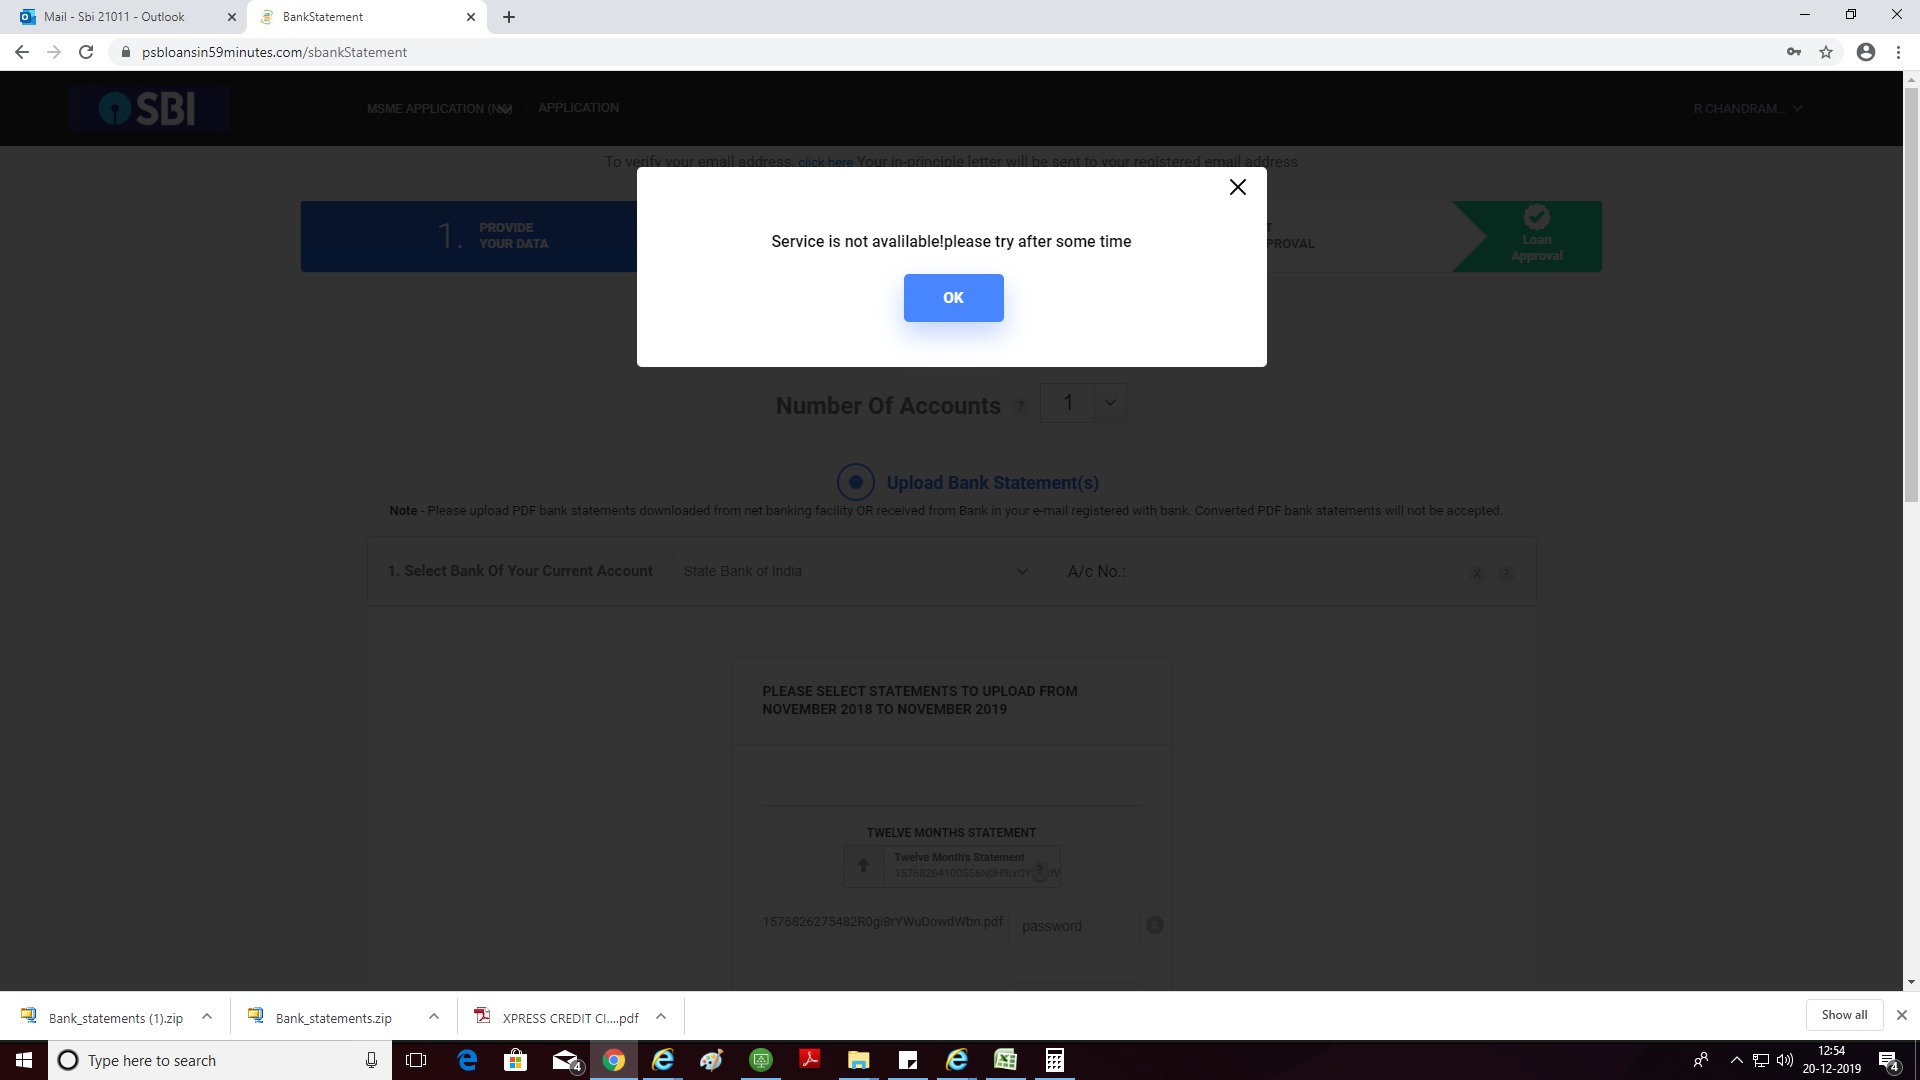 Mail - Sbi 21011 - Outlook
BankStatement
psbloansin59minutes.com/sbankStatement
SBI
MSME APPLICATION
APPLICATION
R CHANDRAM...
To verify your email address, click here Your in-principle letter will be sent to your registered email address
1. PROVIDE
YOUR DATA
Loan
Approval
Service is not avalilable!please try after some time
OK
Number Of Accounts ? 1
Upload Bank Statement(s)
Note - Please upload PDF bank statements downloaded from net banking facility OR received from Bank in your e-mail registered with bank. Converted PDF bank statements will not be accepted.
1. Select Bank Of Your Current Account State Bank of India A/c No.: X ?
PLEASE SELECT STATEMENTS TO UPLOAD FROM
NOVEMBER 2018 TO NOVEMBER 2019
TWELVE MONTHS STATEMENT
Twelve Month's Statement
?
1576826275482R0gi8rYWuDowdWbn.pdf password X
Bank_statements (1).zip
Bank_statements.zip
XPRESS CREDIT CI....pdf
Show all
Type here to search
4
12:54
20-12-2019
4